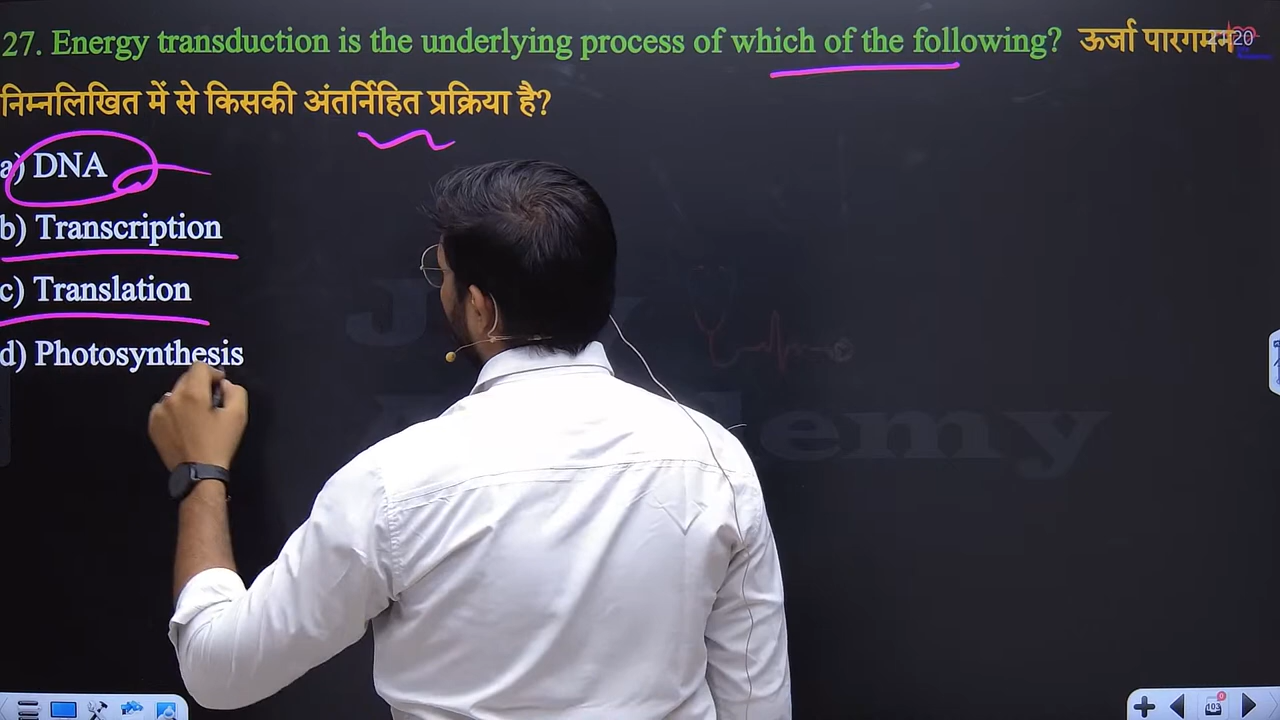 27. Energy transduction is the underlying process of which of the following? ऊर्जा पारगमन
निम्नलिखित में से किसकी अंतर्निहित प्रक्रिया है?
a) DNA
b) Transcription
c) Translation
d) Photosynthesis
103